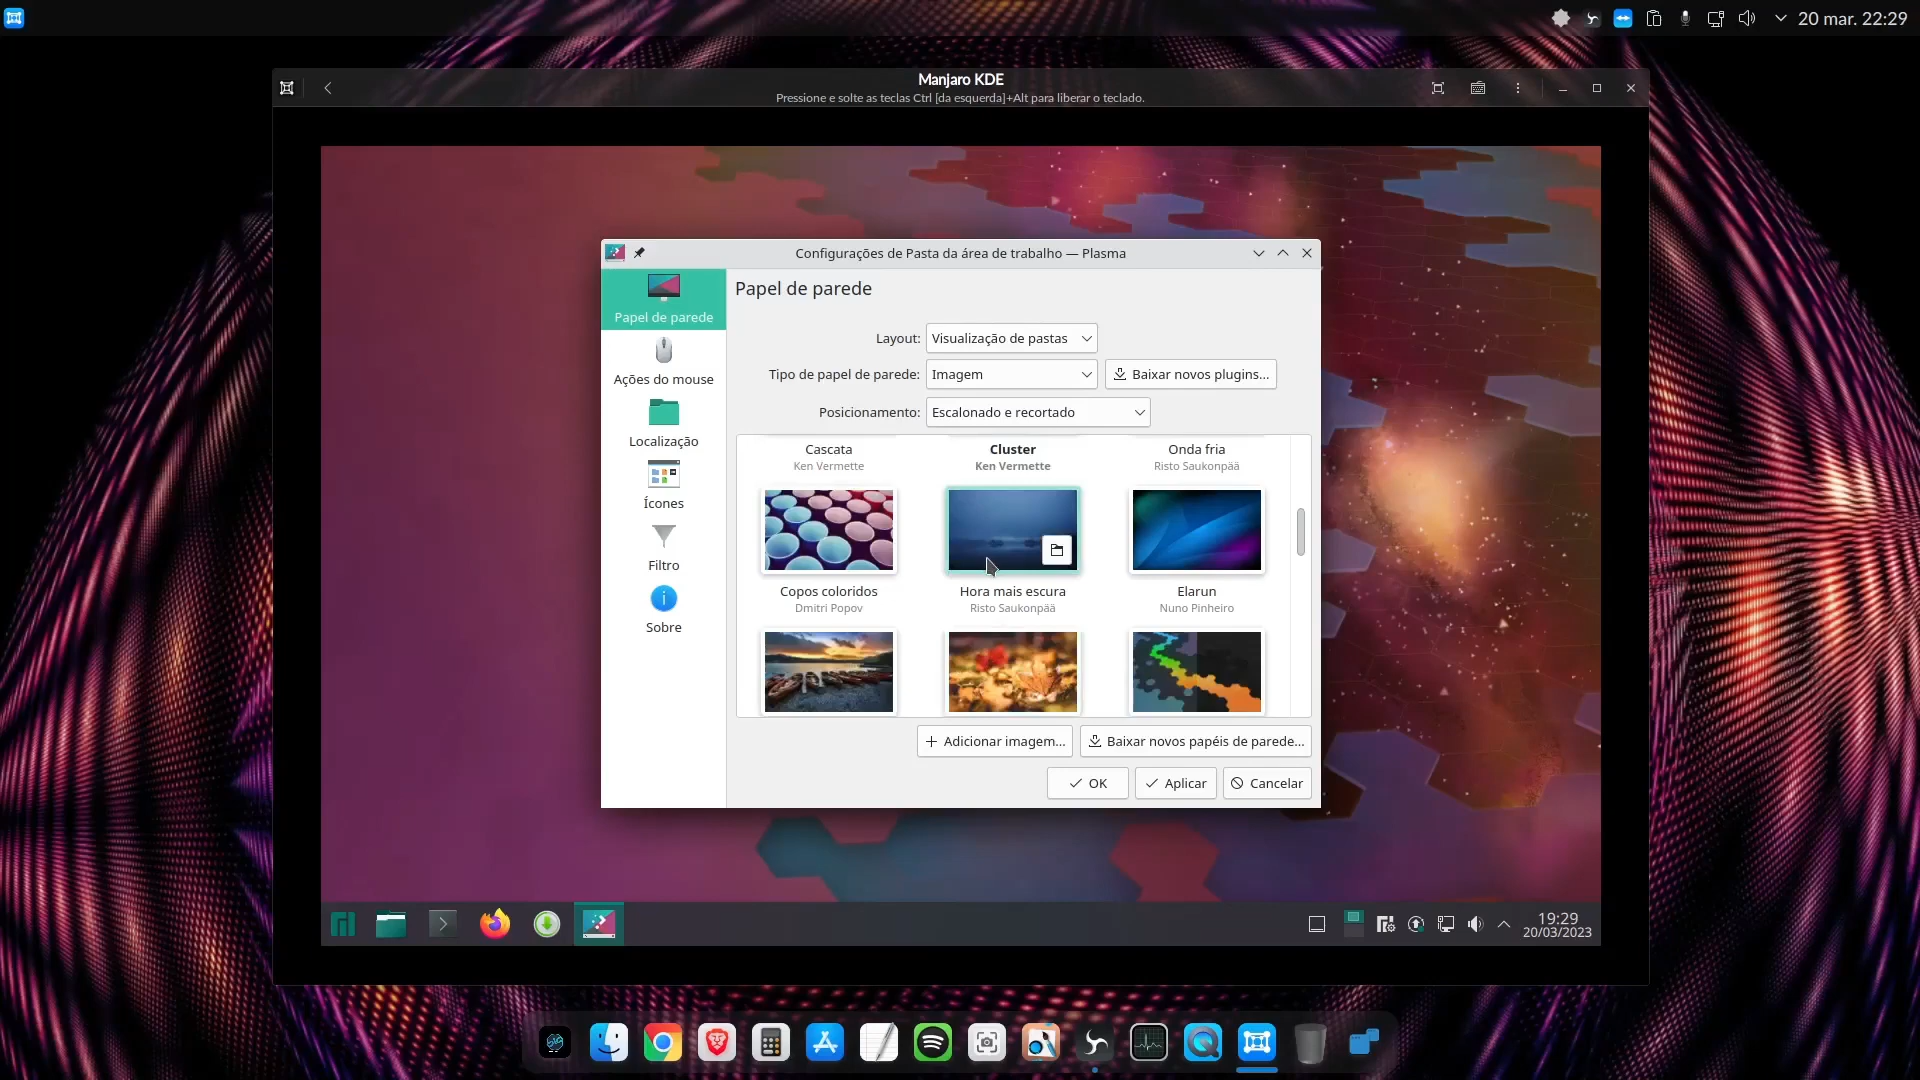 20 mar. 22:29
Manjaro KDE
Pressione e solte as teclas Ctrl [da esquerda]+Alt para liberar o teclado.
Configurações de Pasta da área de trabalho — Plasma
Papel de parede
Ações do mouse
Localização
Ícones
Filtro
Sobre
Papel de parede
Layout: Visualização de pastas
Tipo de papel de parede: Imagem Baixar novos plugins...
Posicionamento: Escalonado e recortado
Cascata Cluster Onda fria
Ken Vermette Ken Vermette Risto Saukonpää
Copos coloridos Hora mais escura Elarun
Dmitri Popov Risto Saukonpää Nuno Pinheiro
Adicionar imagem... Baixar novos papéis de parede...
OK Aplicar Cancelar
19:29
20/03/2023